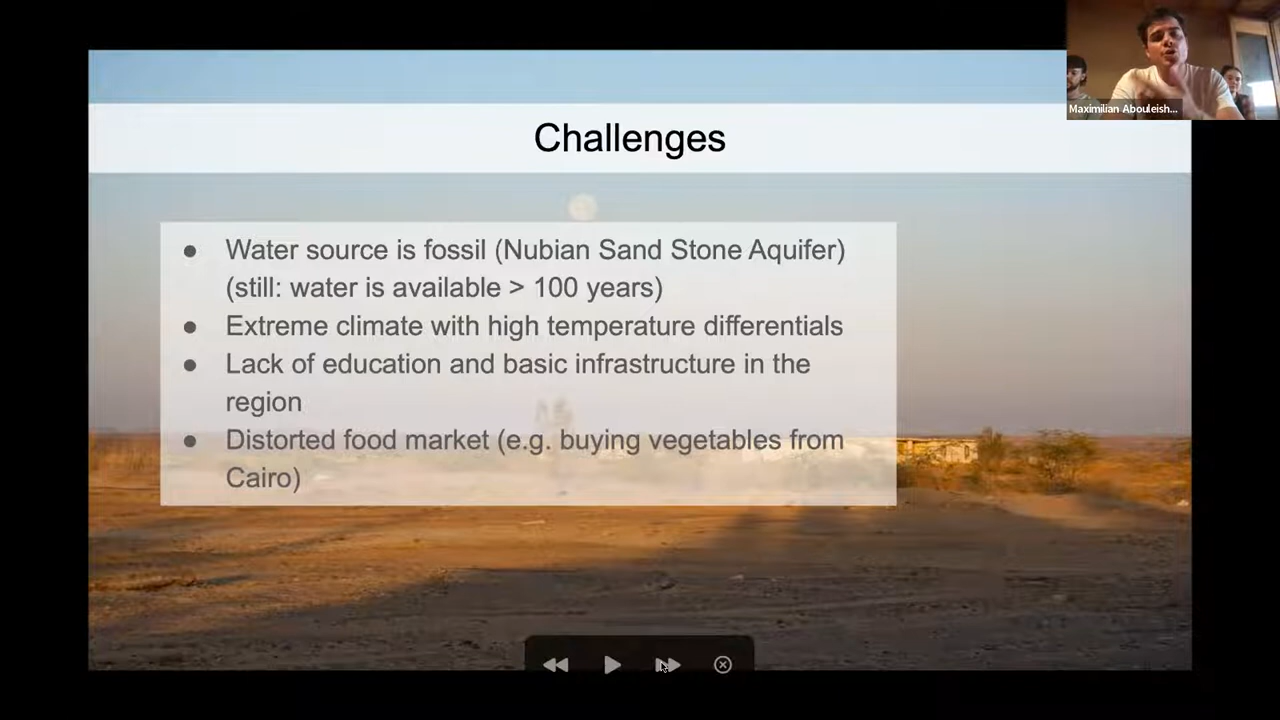 Maximilian Abouleish...
Challenges
● Water source is fossil (Nubian Sand Stone Aquifer)
(still: water is available > 100 years)
● Extreme climate with high temperature differentials
● Lack of education and basic infrastructure in the
region
● Distorted food market (e.g. buying vegetables from
Cairo)